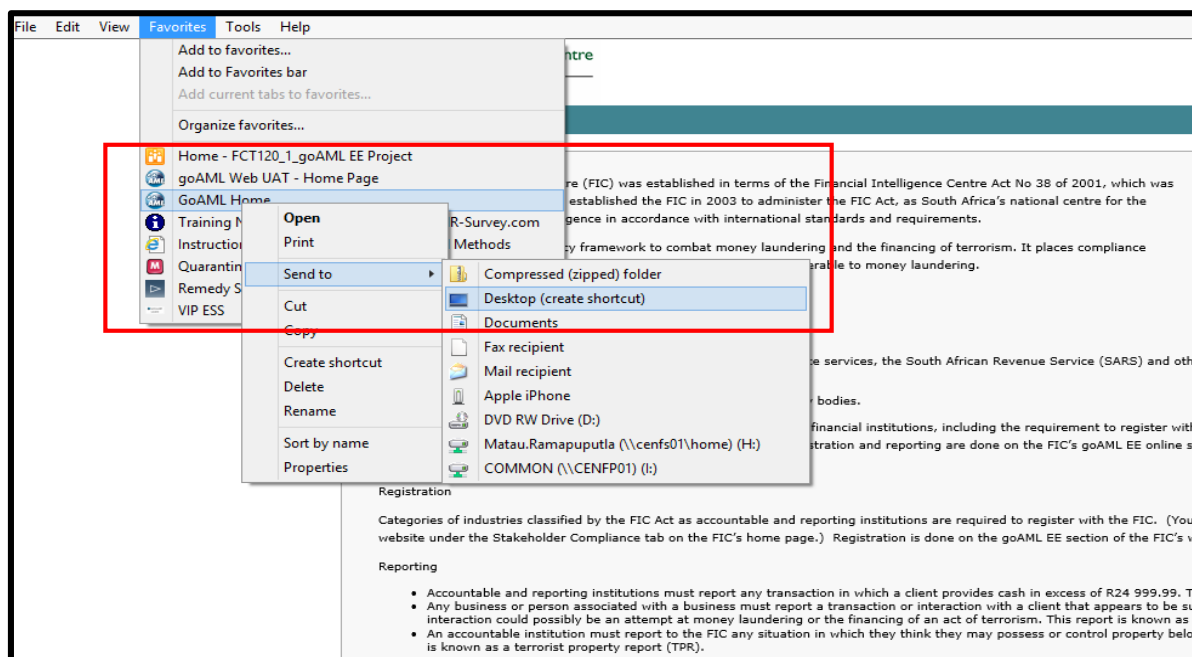 File Edit View Favorites Tools Help
Add to favorites...
Add to Favorites bar
Add current tabs to favorites...
Organize favorites...
Home - FCT120_1_goAML EE Project
goAML Web UAT - Home Page
GoAML Home
Training
Instruction
Remedy
VIP ESS
R-Survey.com
Methods
Open
Print
Send to
Cut
Copy
Create shortcut
Delete
Rename
Sort by name
Properties
Compressed (zipped) folder
Desktop (create shortcut)
Documents
Fax recipient
Mail recipient
Apple iPhone
DVD RW Drive (D:)
Matau.Ramaputla (\\cenfs01\home) (H:)
COMMON (\\CENFP01) (I:)
ntre
re (FIC) was established in terms of the Financial Intelligence Centre Act No 38 of 2001, which was
established the FIC in 2003 to administer the FIC Act, as South Africa's national centre for the
gence in accordance with international standards and requirements.
cy framework to combat money laundering and the financing of terrorism. It places compliance
erable to money laundering.
services, the South African Revenue Service (SARS) and oth
bodies.
financial institutions, including the requirement to register with
stration and reporting are done on the FIC's goAML EE online s
Registration
Categories of industries classified by the FIC Act as accountable and reporting institutions are required to register with the FIC. (You
website under the Stakeholder Compliance tab on the FIC's home page.) Registration is done on the goAML EE section of the FIC's w
Reporting
• Accountable and reporting institutions must report any transaction in which a client provides cash in excess of R24 999.99. T
• Any business or person associated with a business must report a transaction or interaction with a client that appears to be su
interaction could possibly be an attempt at money laundering or the financing of an act of terrorism. This report is known as
• An accountable institution must report to the FIC any situation in which they think they may possess or control property belo
is known as a terrorist property report (TPR).